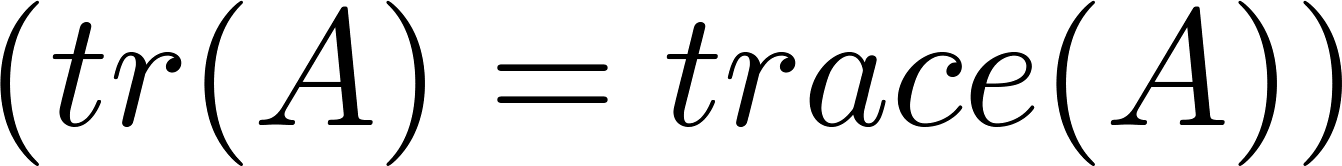 (tr(A) = trace(A))